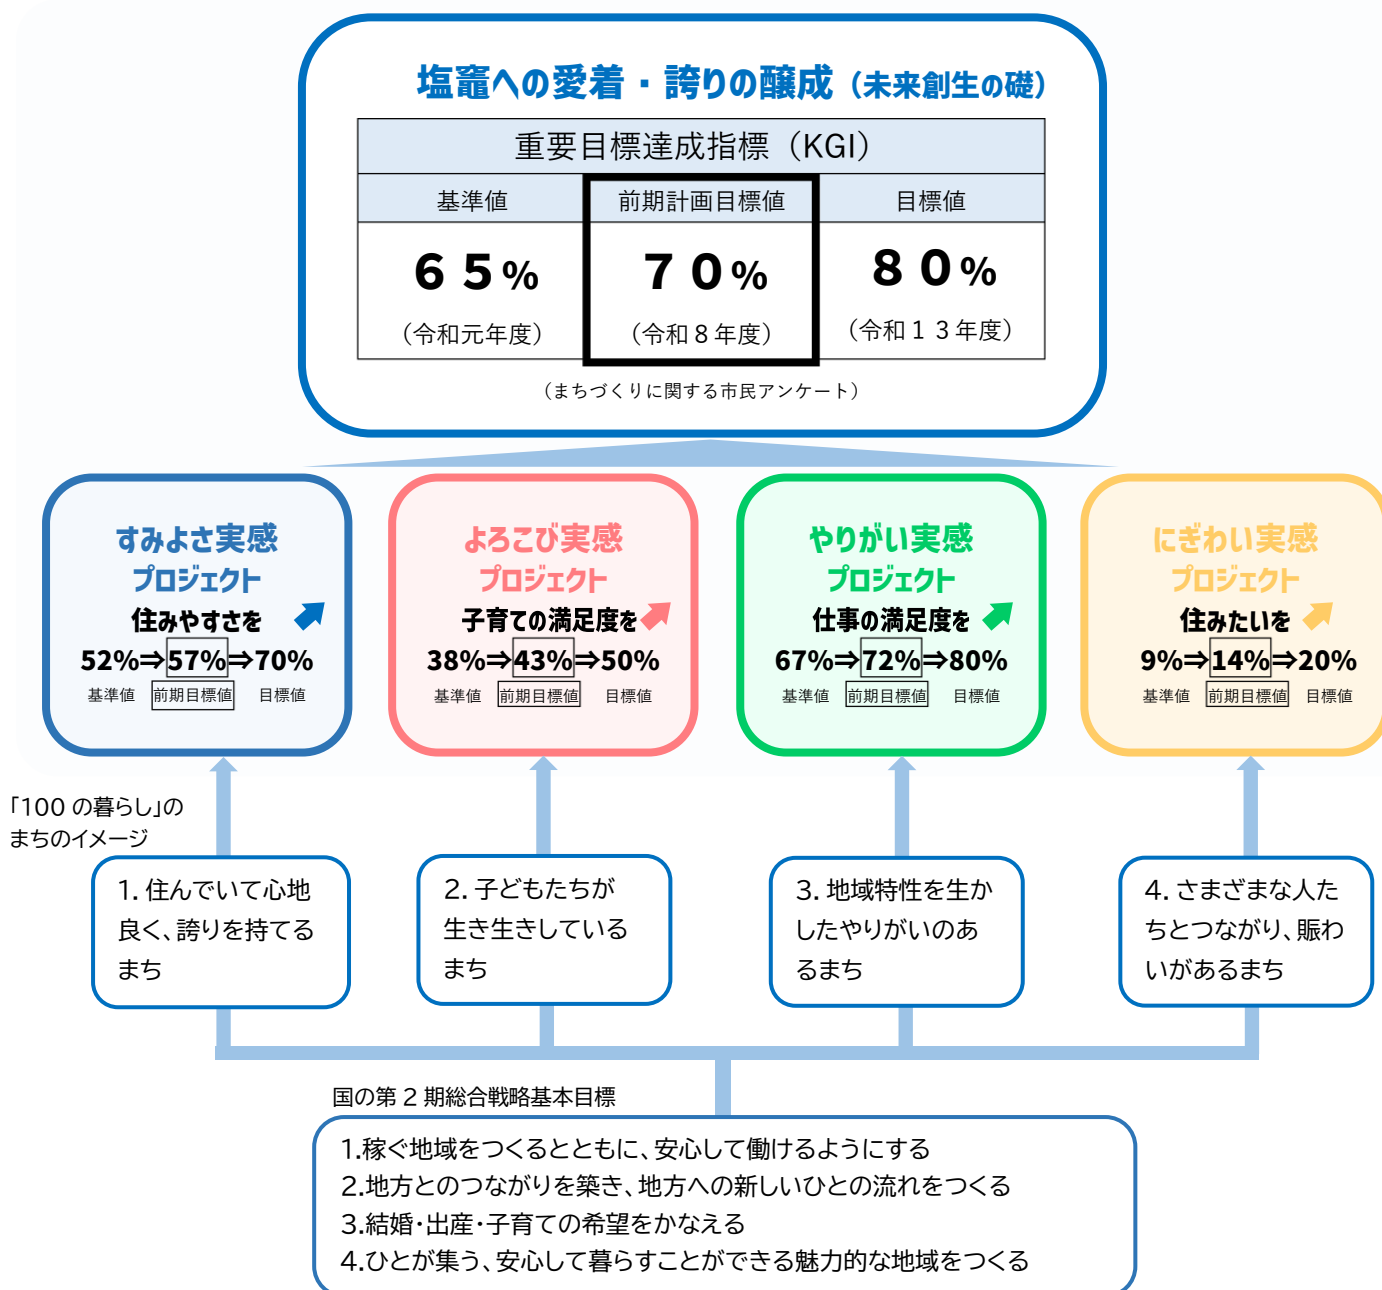 塩竈への愛着・誇りの醸成（未来創生の礎）
重要目標達成指標（KGI）
基準値 前期計画目標値 目標値
６５% ７０% ８０%
（令和元年度） （令和８年度） （令和１３年度）
（まちづくりに関する市民アンケート）
すみよさ実感
プロジェクト
住みやすさを
52%⇒57%⇒70%
基準値 前期目標値 目標値
よろこび実感
プロジェクト
子育ての満足度を
38%⇒43%⇒50%
基準値 前期目標値 目標値
やりがい実感
プロジェクト
仕事の満足度を
67%⇒72%⇒80%
基準値 前期目標値 目標値
にぎわい実感
プロジェクト
住みたいを
9%⇒14%⇒20%
基準値 前期目標値 目標値
「100 の暮らし」の
まちのイメージ
1. 住んでいて心地
良く、誇りを持てる
まち
2. 子どもたちが
生き生きしている
まち
3. 地域特性を生か
したやりがいのあ
るまち
4. さまざまな人た
ちとつながり、賑わ
いがあるまち
国の第 2 期総合戦略基本目標
1.稼ぐ地域をつくるとともに、安心して働けるようにする
2.地方とのつながりを築き、地方への新しいひとの流れをつくる
3.結婚・出産・子育ての希望をかなえる
4.ひとが集う、安心して暮らすことができる魅力的な地域をつくる